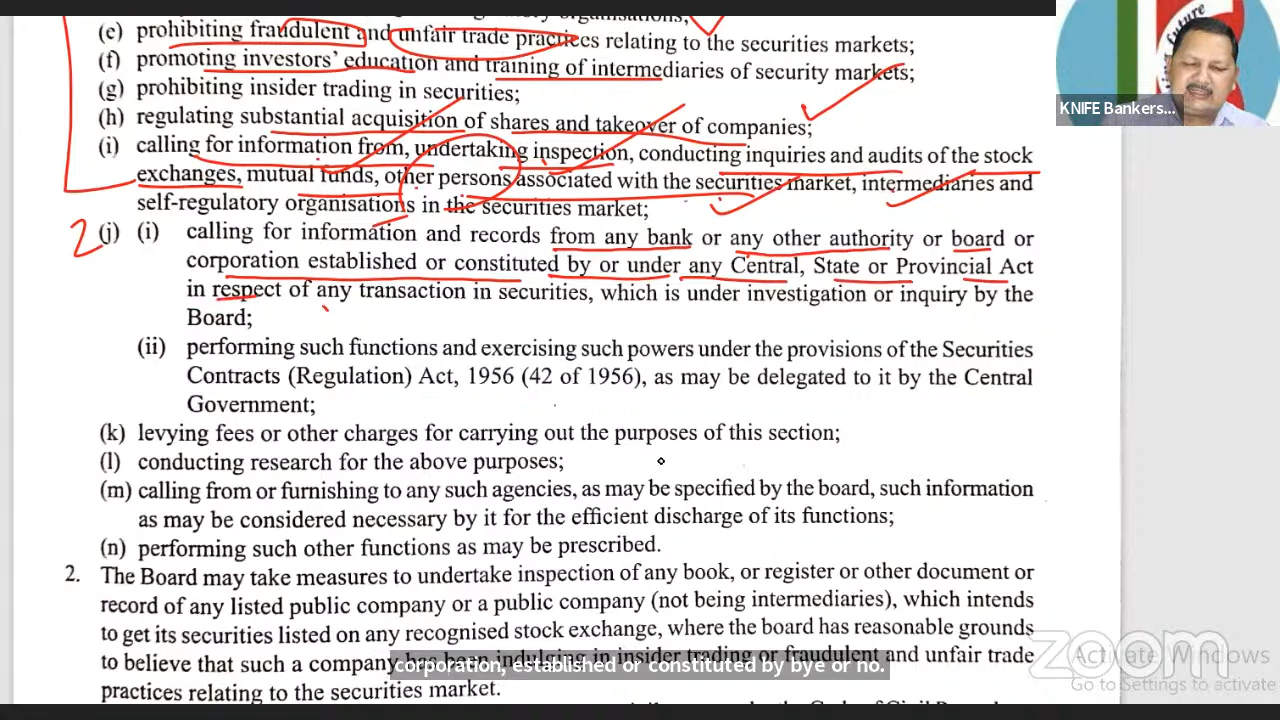 (e) prohibiting fraudulent and unfair trade practices relating to the securities markets;
(f) promoting investors' education and training of intermediaries of security markets;
(g) prohibiting insider trading in securities;
(h) regulating substantial acquisition of shares and takeover of companies;
(i) calling for information from, undertaking inspection, conducting inquiries and audits of the stock
exchanges, mutual funds, other persons associated with the securities market, intermediaries and
self-regulatory organisations in the securities market;
2 (j) (i) calling for information and records from any bank or any other authority or board or
corporation established or constituted by or under any Central, State or Provincial Act
in respect of any transaction in securities, which is under investigation or inquiry by the
Board;
(ii) performing such functions and exercising such powers under the provisions of the Securities
Contracts (Regulation) Act, 1956 (42 of 1956), as may be delegated to it by the Central
Government;
(k) levying fees or other charges for carrying out the purposes of this section;
(l) conducting research for the above purposes;
(m) calling from or furnishing to any such agencies, as may be specified by the board, such information
as may be considered necessary by it for the efficient discharge of its functions;
(n) performing such other functions as may be prescribed.
2. The Board may take measures to undertake inspection of any book, or register or other document or
record of any listed public company or a public company (not being intermediaries), which intends
to get its securities listed on any recognised stock exchange, where the board has reasonable grounds
to believe that such a company has been indulging in insider trading or fraudulent and unfair trade
practices relating to the securities market.
corporation, established or constituted by bye or no.
KNIFE Bankers...
Future
zoom
Activate Windows
Go to Settings to activate